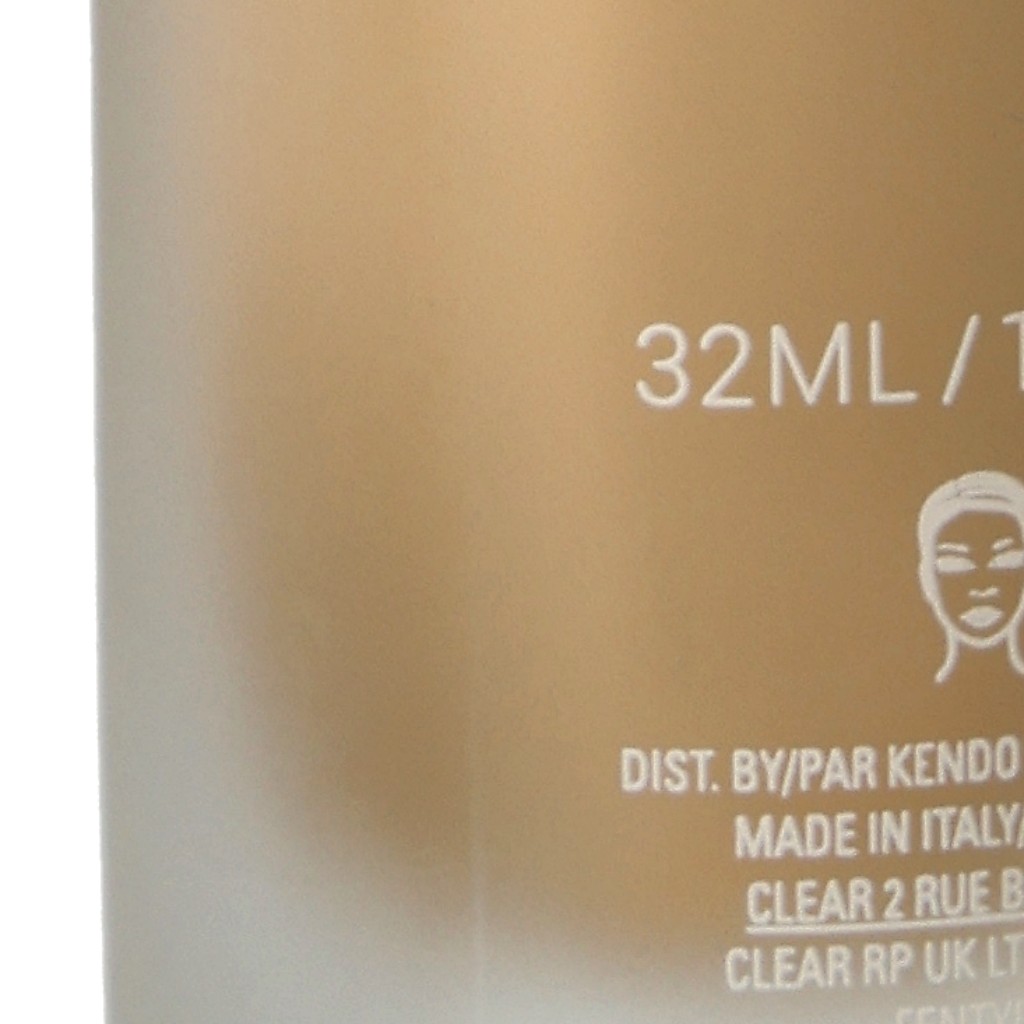 32ML / 1
DIST. BY/PAR KENDO
MADE IN ITALY/
CLEAR 2 RUE B
CLEAR RP UK LT